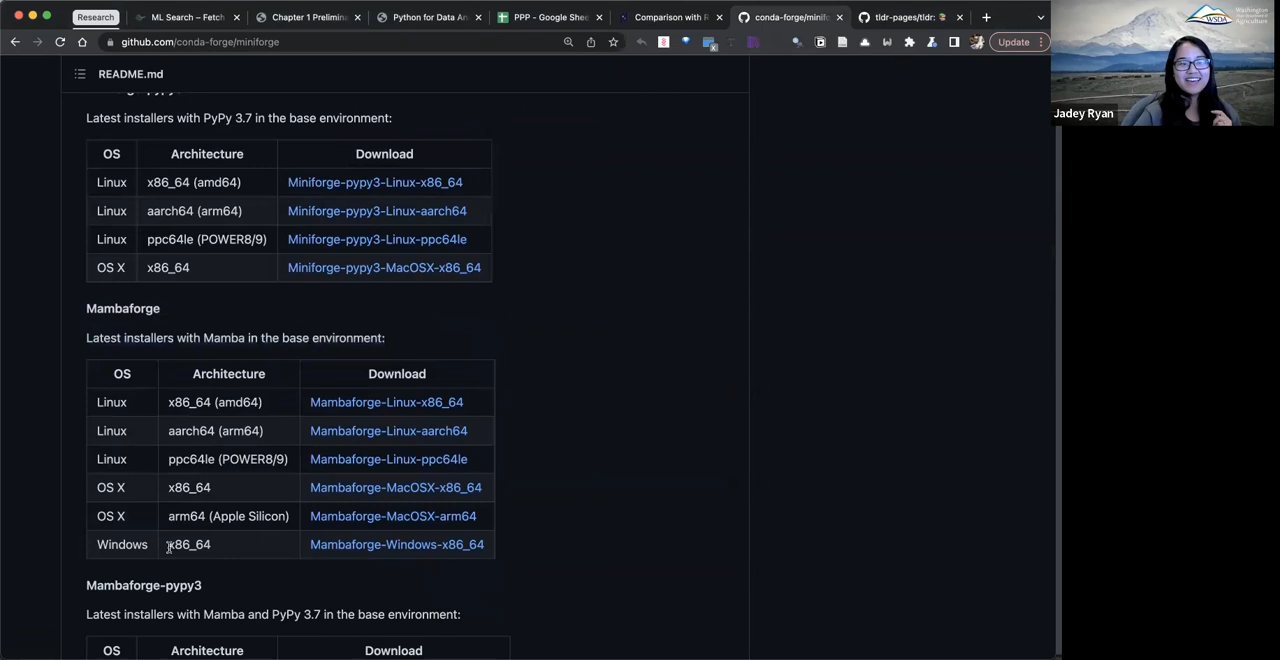 Research
ML Search – Fetch
Chapter 1 Prelimina
Python for Data An
PPP - Google Shee
Comparison with R
conda-forge/minifo
tldr-pages/tldr:
github.com/conda-forge/miniforge
Update
Washington
Agriculture
WSDA
Jadey Ryan
README.md
Latest installers with PyPy 3.7 in the base environment:
OS Architecture Download
Linux x86_64 (amd64) Miniforge-pypy3-Linux-x86_64
Linux aarch64 (arm64) Miniforge-pypy3-Linux-aarch64
Linux ppc64le (POWER8/9) Miniforge-pypy3-Linux-ppc64le
OS X x86_64 Miniforge-pypy3-MacOSX-x86_64
Mambaforge
Latest installers with Mamba in the base environment:
OS Architecture Download
Linux x86_64 (amd64) Mambaforge-Linux-x86_64
Linux aarch64 (arm64) Mambaforge-Linux-aarch64
Linux ppc64le (POWER8/9) Mambaforge-Linux-ppc64le
OS X x86_64 Mambaforge-MacOSX-x86_64
OS X arm64 (Apple Silicon) Mambaforge-MacOSX-arm64
Windows x86_64 Mambaforge-Windows-x86_64
Mambaforge-pypy3
Latest installers with Mamba and PyPy 3.7 in the base environment:
OS Architecture Download